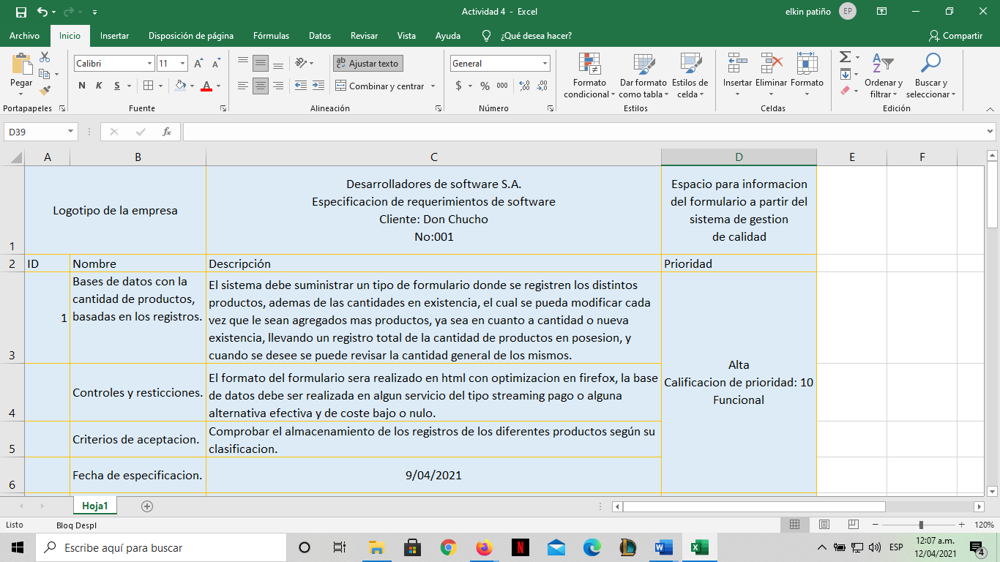 Actividad 4 - Excel
elkin patiño
EP
Archivo Inicio Insertar Disposición de página Fórmulas Datos Revisar Vista Ayuda ¿Qué desea hacer? Compartir
Pegar
Calibri 11
N K S
Ajustar texto
Combinar y centrar
General
$ % 000
Formato condicional
Dar formato como tabla
Estilos de celda
Insertar Eliminar Formato
Ordenar y filtrar
Buscar y seleccionar
Portapapeles Fuente Alineación Número Estilos Celdas Edición
D39 fx
A B C D E F
1
Logotipo de la empresa
Desarrolladores de software S.A.
Especificacion de requerimientos de software
Cliente: Don Chucho
No:001
Espacio para informacion
del formulario a partir del
sistema de gestion
de calidad
2 ID Nombre Descripción Prioridad
3
1
Bases de datos con la
cantidad de productos,
basadas en los registros.
El sistema debe suministrar un tipo de formulario donde se registren los distintos
productos, ademas de las cantidades en existencia, el cual se pueda modificar cada
vez que le sean agregados mas productos, ya sea en cuanto a cantidad o nueva
existencia, llevando un registro total de la cantidad de productos en posesion, y
cuando se desee se puede revisar la cantidad general de los mismos.
Alta
Calificacion de prioridad: 10
Funcional
4
Controles y resticciones.
El formato del formulario sera realizado en html con optimizacion en firefox, la base
de datos debe ser realizada en algun servicio del tipo streaming pago o alguna
alternativa efectiva y de coste bajo o nulo.
5
Criterios de aceptacion.
Comprobar el almacenamiento de los registros de los diferentes productos según su
clasificacion.
6
Fecha de especificacion.
9/04/2021
Hoja1
Listo Bloq Despl 120%
Escribe aquí para buscar
ESP
12:07 a.m.
12/04/2021
4